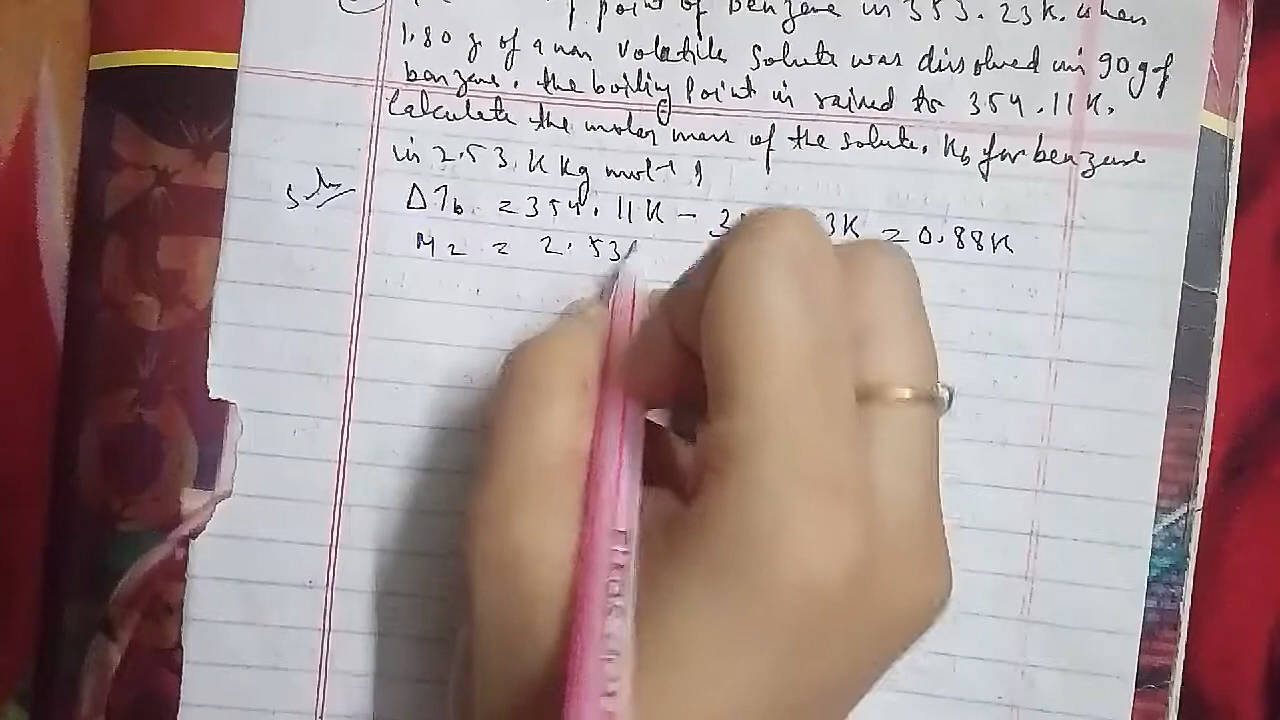 point of benzene in 353.23K. when
1.80 g of a non volatile solute was dissolved in 90g of
benzene. the boiling point is raised to 354.11K.
Calculate the molar mass of the solute. Kb for benzene
is 2.53 K Kg mol-1
Soln
ΔTb = 354.11K - 3 3K = 0.88K
M2 = 2.53